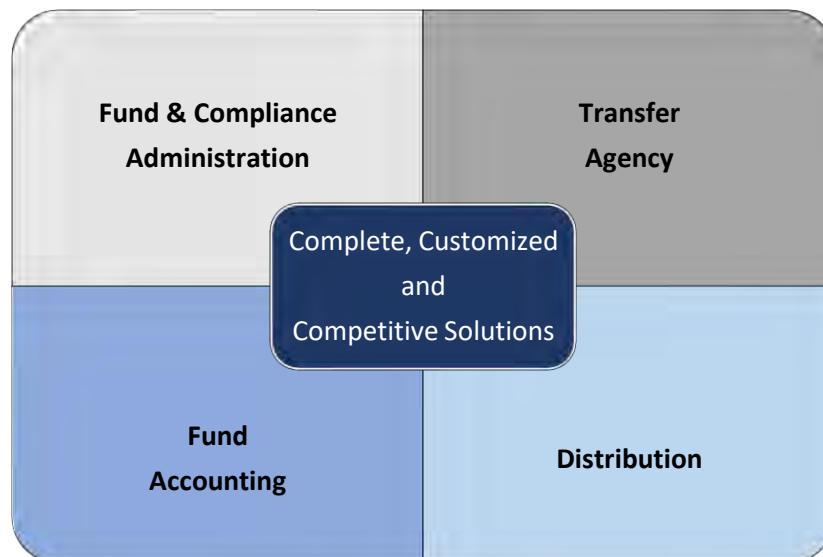 Fund & Compliance
Administration
Transfer
Agency
Complete, Customized
and
Competitive Solutions
Fund
Accounting
Distribution